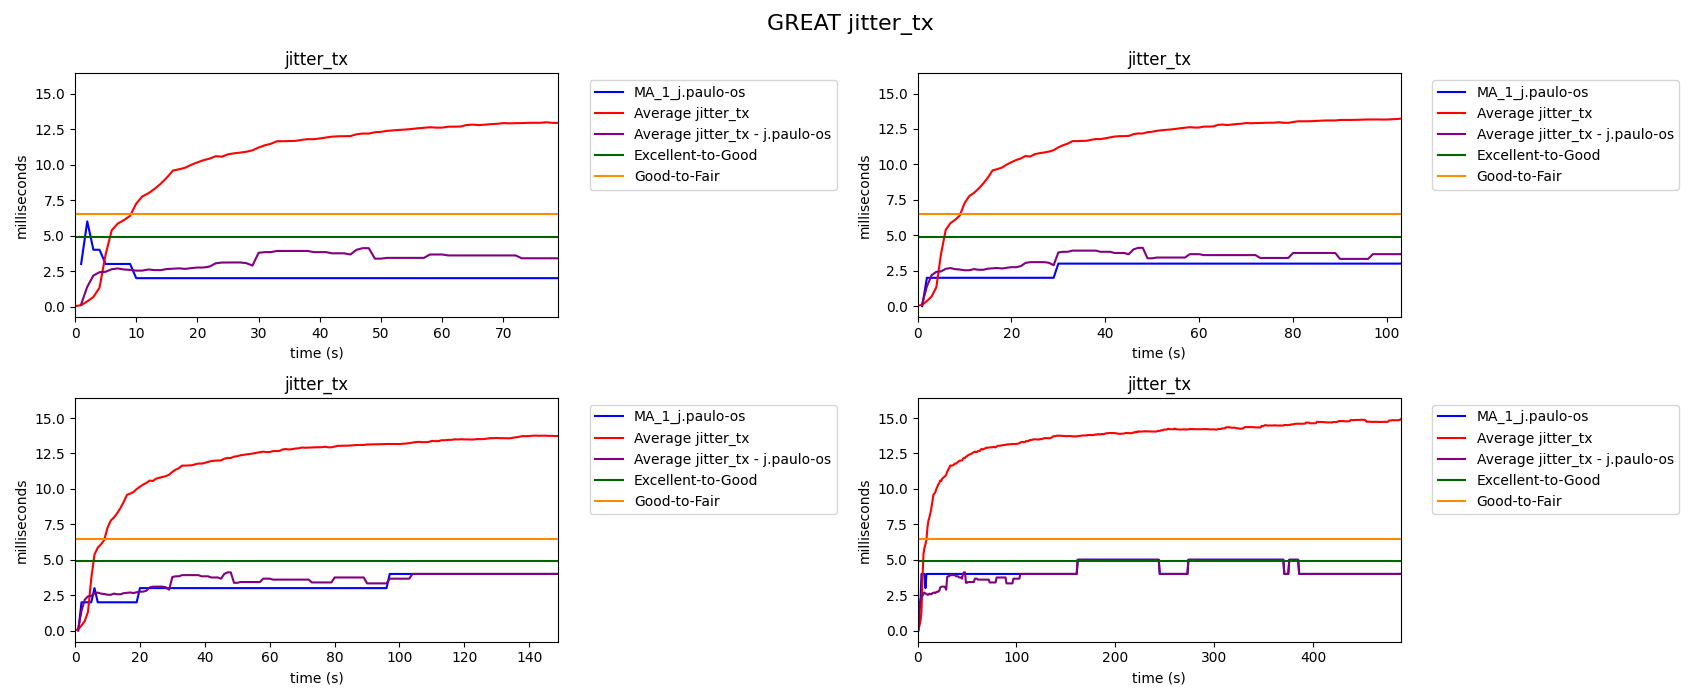 GREAT jitter_tx
jitter_tx
15.0
12.5
10.0
7.5
5.0
2.5
0.0
milliseconds
0 10 20 30 40 50 60 70
time (s)
MA_1_j.paulo-os
Average jitter_tx
Average jitter_tx - j.paulo-os
Excellent-to-Good
Good-to-Fair
jitter_tx
15.0
12.5
10.0
7.5
5.0
2.5
0.0
milliseconds
0 20 40 60 80 100
time (s)
MA_1_j.paulo-os
Average jitter_tx
Average jitter_tx - j.paulo-os
Excellent-to-Good
Good-to-Fair
jitter_tx
15.0
12.5
10.0
7.5
5.0
2.5
0.0
milliseconds
0 20 40 60 80 100 120 140
time (s)
MA_1_j.paulo-os
Average jitter_tx
Average jitter_tx - j.paulo-os
Excellent-to-Good
Good-to-Fair
jitter_tx
15.0
12.5
10.0
7.5
5.0
2.5
0.0
milliseconds
0 100 200 300 400
time (s)
MA_1_j.paulo-os
Average jitter_tx
Average jitter_tx - j.paulo-os
Excellent-to-Good
Good-to-Fair